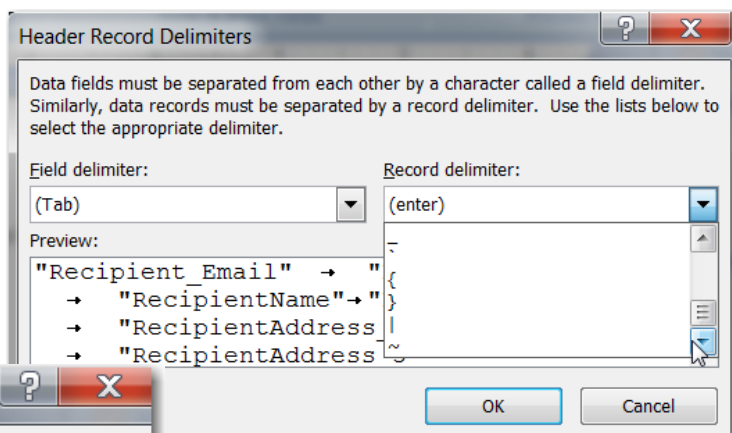 Header Record Delimiters
Data fields must be separated from each other by a character called a field delimiter.
Similarly, data records must be separated by a record delimiter. Use the lists below to
select the appropriate delimiter.
Field delimiter:
Record delimiter:
(Tab)
(enter)
Preview:
"Recipient_Email" → "
→ "RecipientName"→"
→ "RecipientAddress
→ "RecipientAddress
_
`
{
}
|
~
OK
Cancel